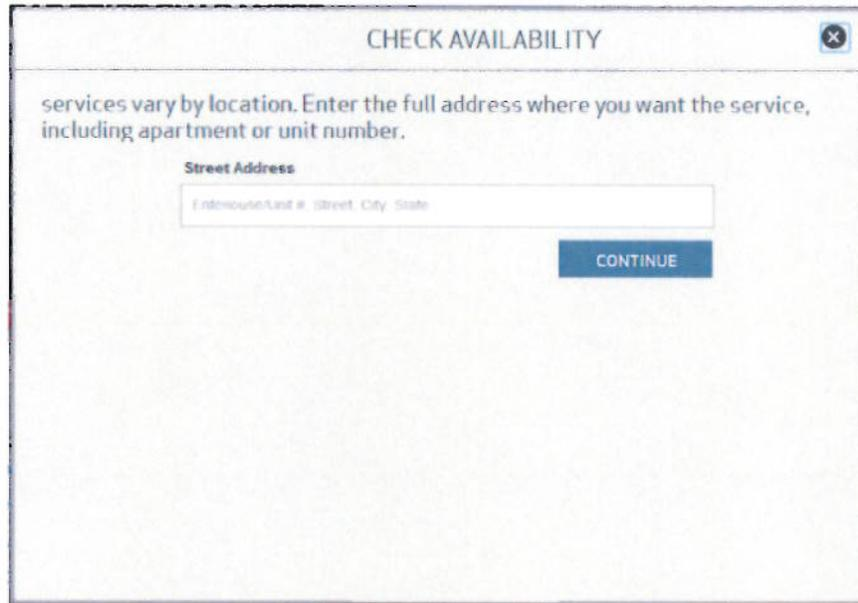 CHECK AVAILABILITY
services vary by location. Enter the full address where you want the service,
including apartment or unit number.
Street Address
Street, City, State
CONTINUE